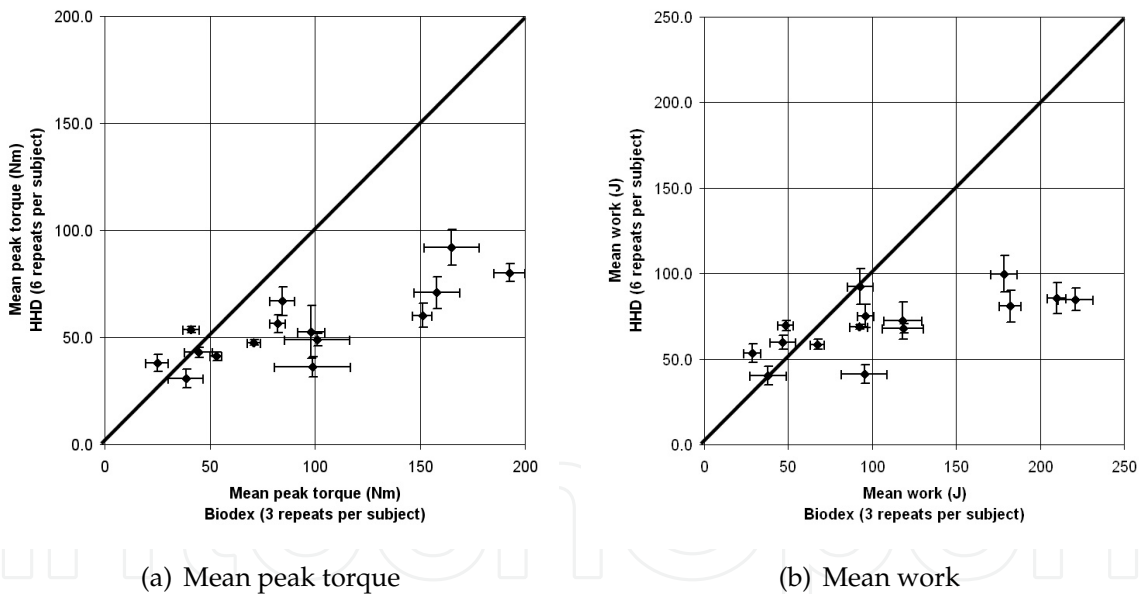 200.0
150.0
100.0
50.0
0.0
0
50
100
150
200
Mean peak torque (Nm)
HHD (6 repeats per subject)
Mean peak torque (Nm)
Biodex (3 repeats per subject)
(a) Mean peak torque
250.0
200.0
150.0
100.0
50.0
0.0
0
50
100
150
200
250
Mean work (J)
HHD (6 repeats per subject)
Mean work (J)
Biodex (3 repeats per subject)
(b) Mean work